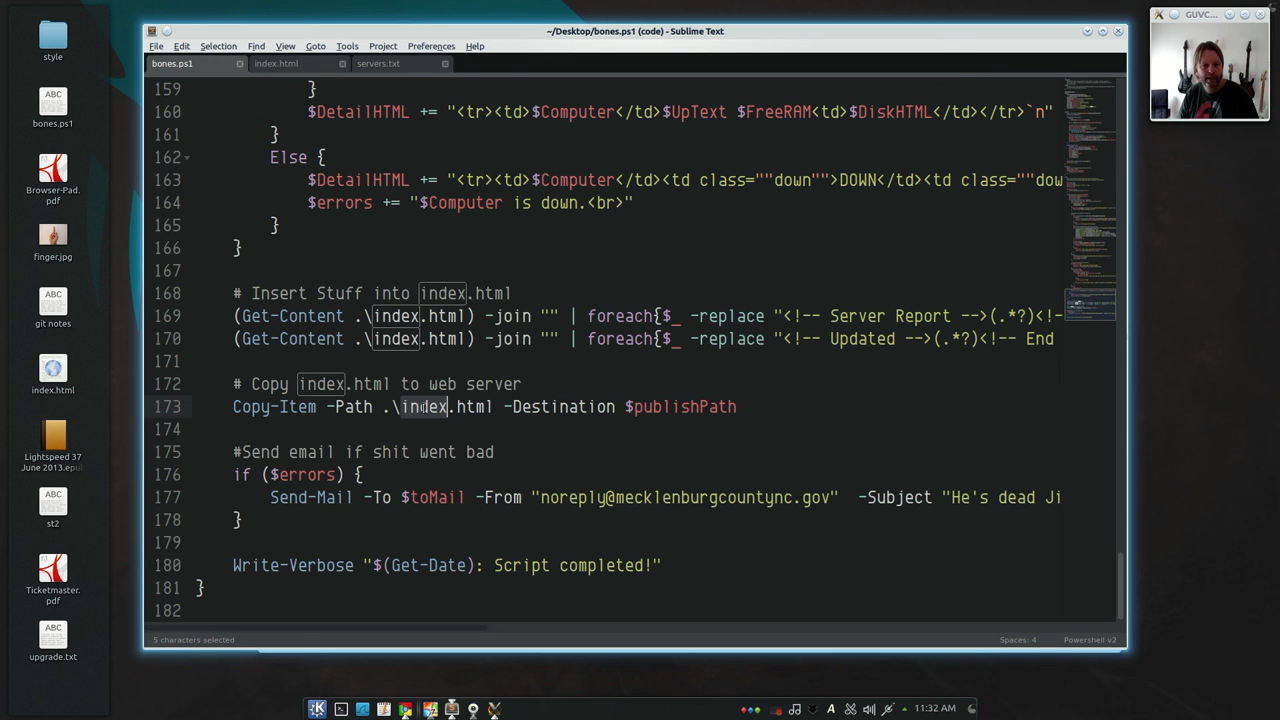 style
bones.ps1
Browser-Pad.
pdf
finger.jpg
git notes
index.html
Lightspeed 37
June 2013.epu
st2
Ticketmaster.
pdf
upgrade.txt
ABC
ABC
ABC
ABC
~/Desktop/bones.ps1 (code) - Sublime Text
File Edit Selection Find View Goto Tools Project Preferences Help
bones.ps1 index.html servers.txt
159 }
160 $DetailHTML += "<tr><td>$Computer</td>$UpText $FreeRAM<td>$DiskHTML</td></tr>`n"
161 }
162 Else {
163 $DetailHTML += "<tr><td>$Computer</td><td class=""down"">DOWN</td><td class=""dow
164 $errors += "$Computer is down.<br>"
165 }
166 }
167
168 # Insert Stuff into index.html
169 (Get-Content .\index.html) -join "" | foreach{$_ -replace "<!-- Server Report -->(.*?)<!-
170 (Get-Content .\index.html) -join "" | foreach{$_ -replace "<!-- Updated -->(.*?)<!-- End
171
172 # Copy index.html to web server
173 Copy-Item -Path .\index.html -Destination $publishPath
174
175 #Send email if shit went bad
176 if ($errors) {
177 Send-Mail -To $toMail -From "noreply@mecklenburgcountync.gov" -Subject "He's dead Ji
178 }
179
180 Write-Verbose "$(Get-Date): Script completed!"
181 }
182
5 characters selected Spaces: 4 Powershell v2
GUVC...
A 11:32 AM